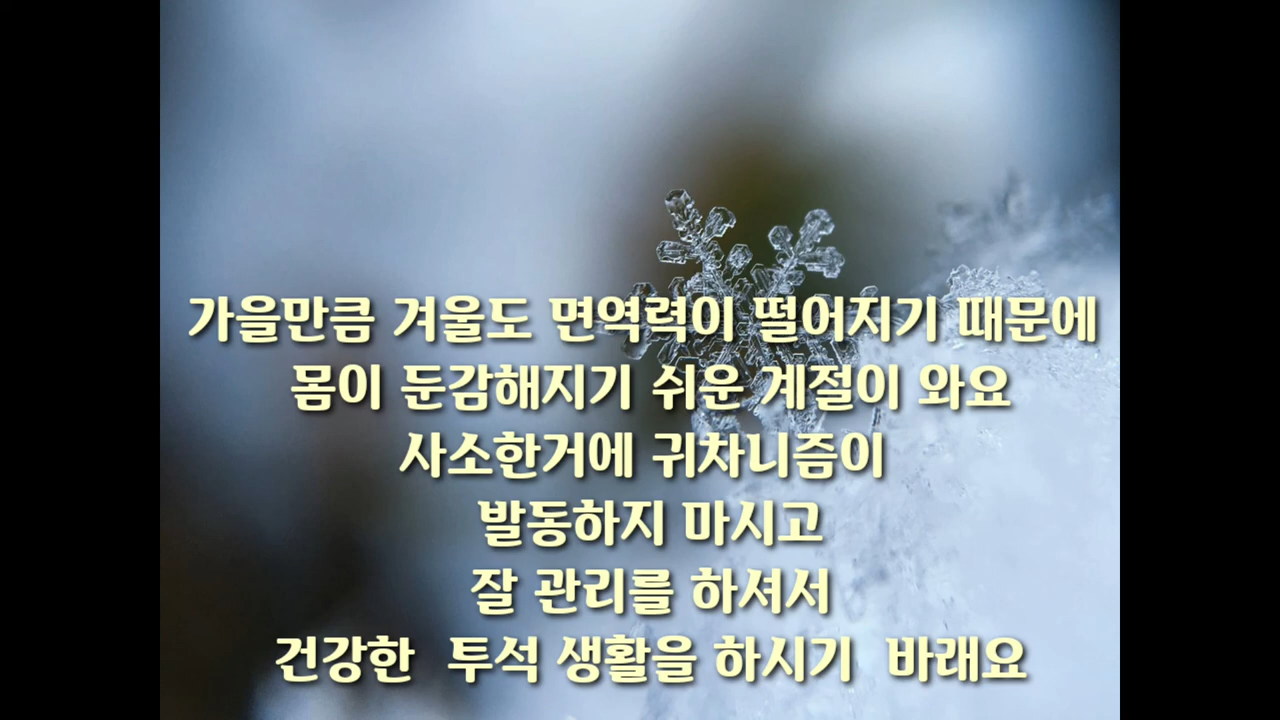 가을만큼 겨울도 면역력이 떨어지기 때문에
몸이 둔감해지기 쉬운 계절이 와요
사소한거에 귀차니즘이
발동하지 마시고
잘 관리를 하셔서
건강한 투석 생활을 하시기 바래요